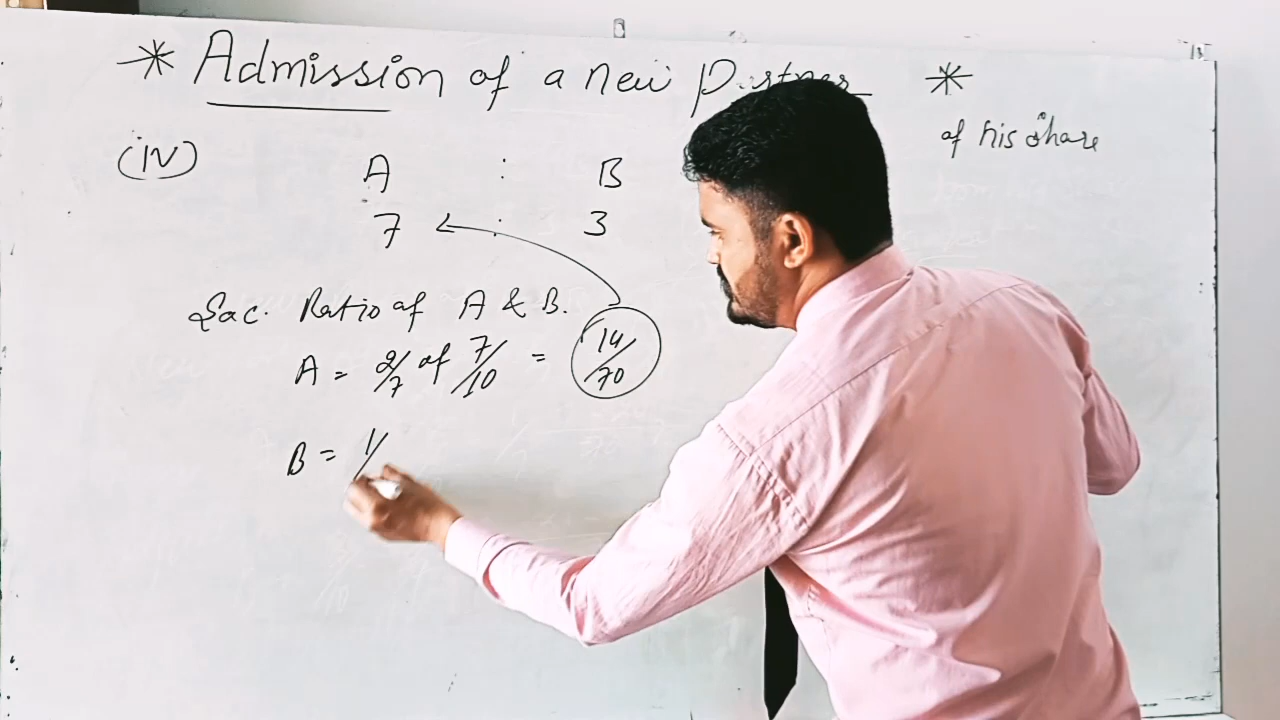 * Admission of a new Partner *
of his share
(iv) A : B
7 : 3
Sac. Ratio of A & B.
A = 2/7 of 7/10 = 14/70
B = 1/